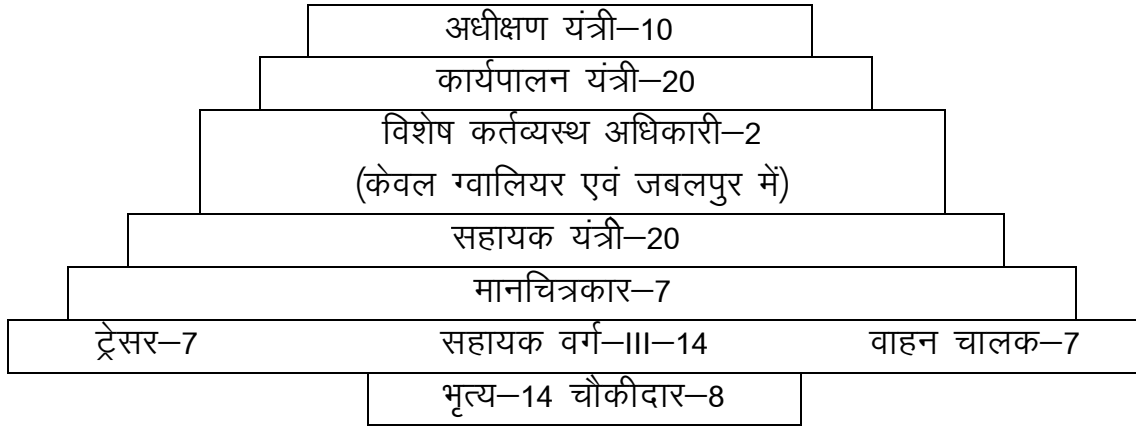 अधीक्षण यंत्री–10
कार्यपालन यंत्री–20
विशेष कर्तव्यस्थ अधिकारी–2
(केवल ग्वालियर एवं जबलपुर में)
सहायक यंत्री–20
मानचित्रकार–7
ट्रेसर–7 सहायक वर्ग–III–14 वाहन चालक–7
भृत्य–14 चौकीदार–8